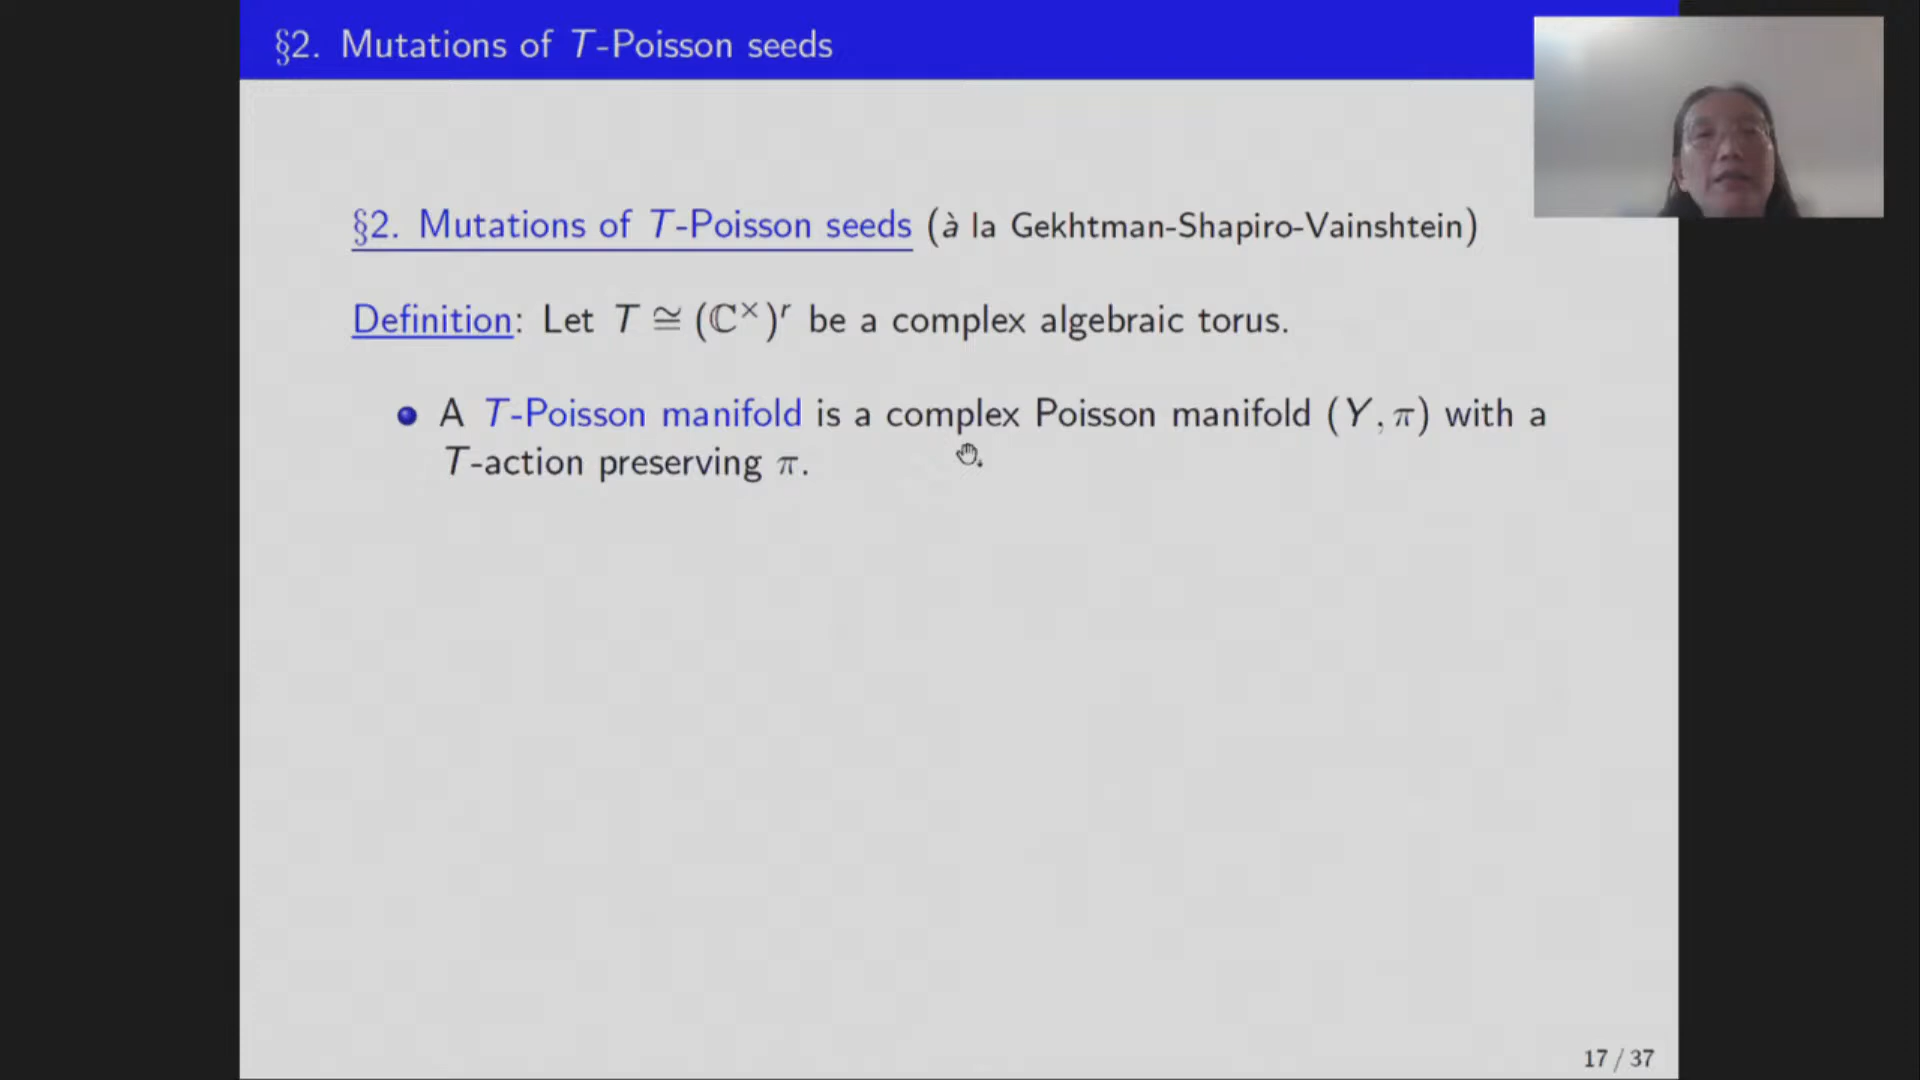 §2. Mutations of T-Poisson seeds
§2. Mutations of T-Poisson seeds (à la Gekhtman-Shapiro-Vainshtein)
Definition: Let T ≅ (ℂ^×)^r be a complex algebraic torus.
• A T-Poisson manifold is a complex Poisson manifold (Y, π) with a
T-action preserving π.
17 / 37